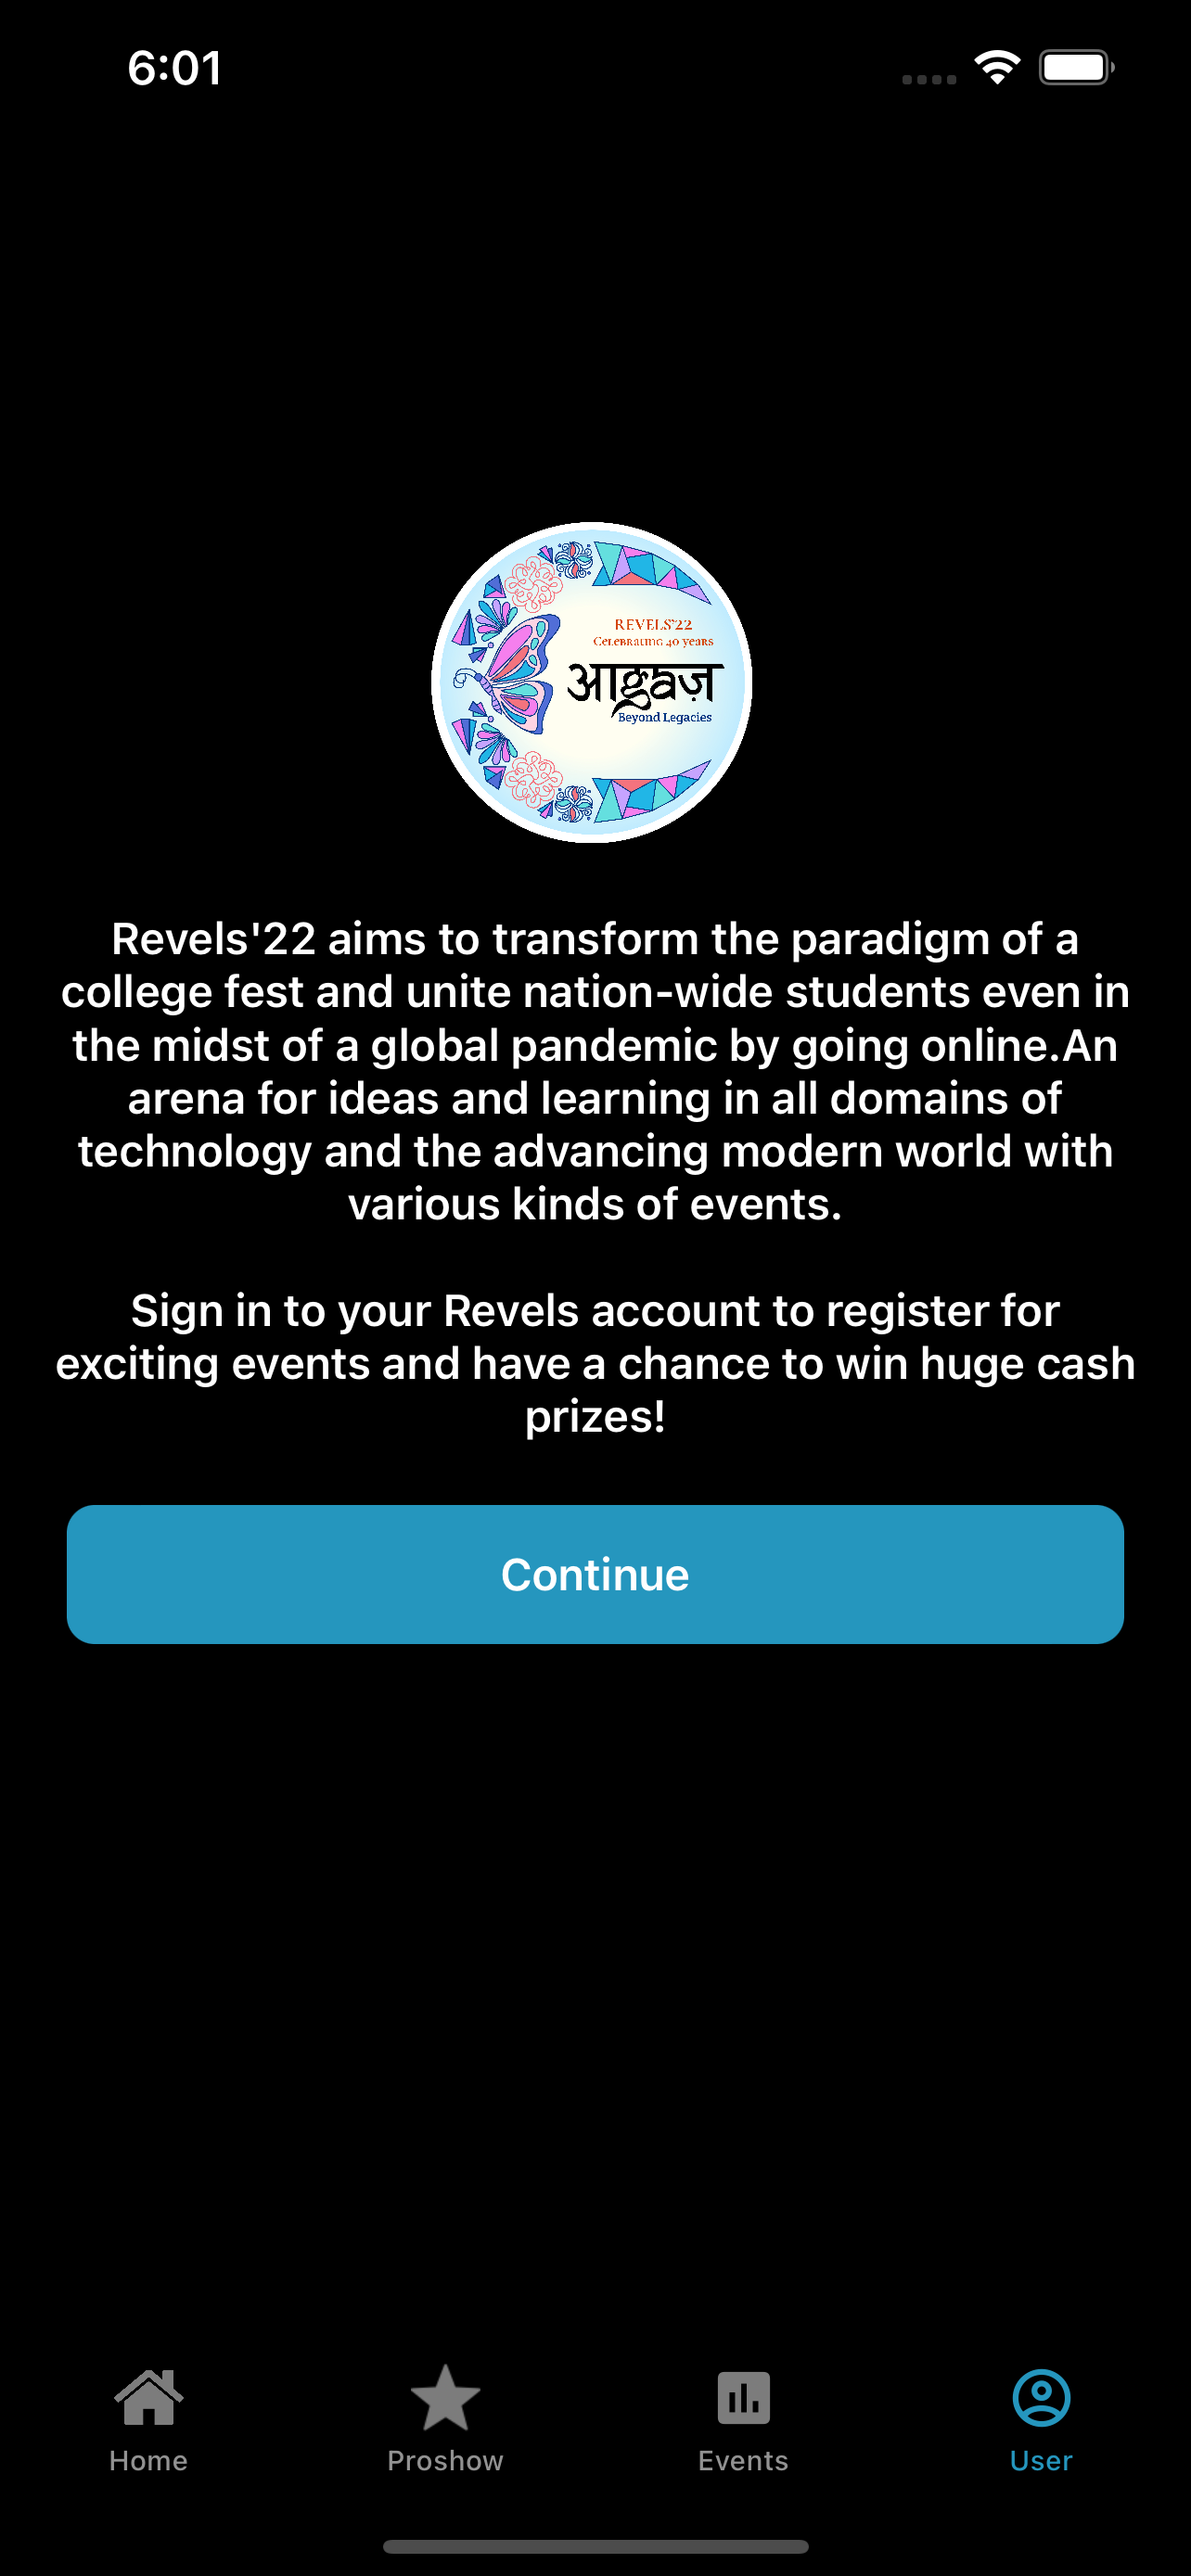 6:01
REVELS'22
Celebrating 40 years
आgaaज़
Beyond Legacies
Revels'22 aims to transform the paradigm of a
college fest and unite nation-wide students even in
the midst of a global pandemic by going online.An
arena for ideas and learning in all domains of
technology and the advancing modern world with
various kinds of events.
Sign in to your Revels account to register for
exciting events and have a chance to win huge cash
prizes!
Continue
Home
Proshow
Events
User